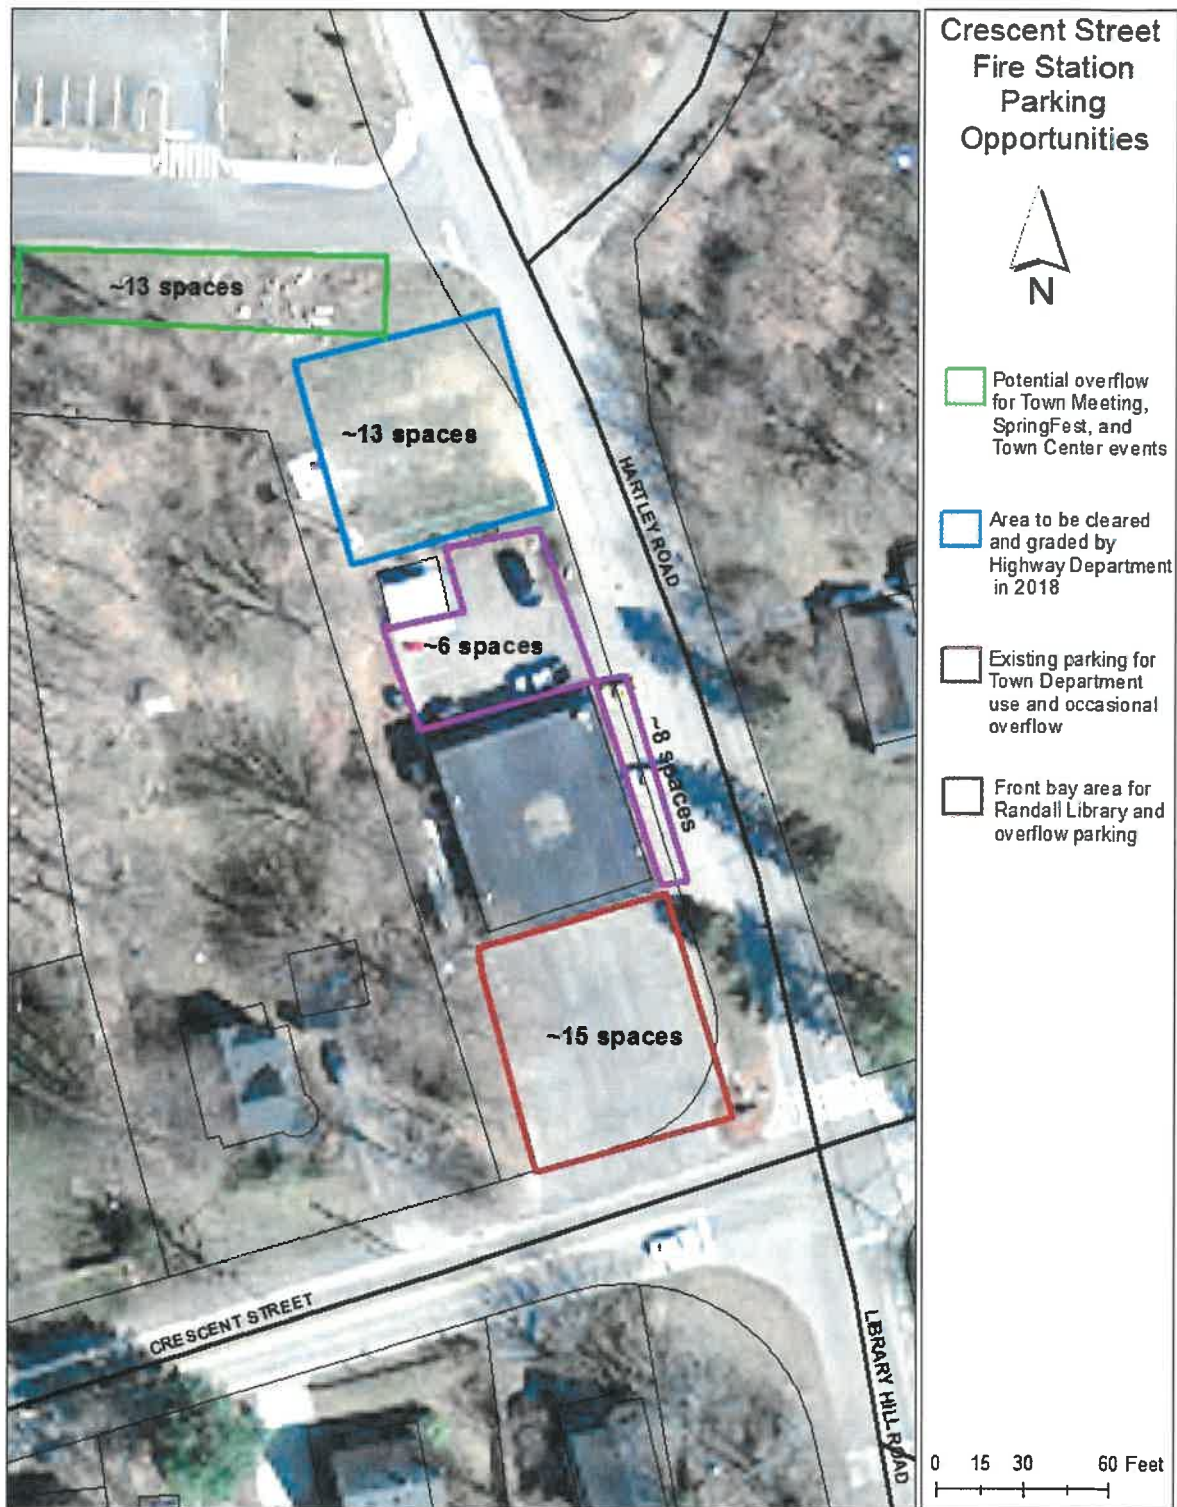 Crescent Street
Fire Station
Parking
Opportunities
N
Potential overflow
for Town Meeting,
SpringFest, and
Town Center events
Area to be cleared
and graded by
Highway Department
in 2018
Existing parking for
Town Department
use and occasional
overflow
Front bay area for
Randall Library and
overflow parking
0 15 30 60 Feet
~13 spaces
~13 spaces
HARTLEY ROAD
~6 spaces
~8 spaces
~15 spaces
CRESCENT STREET
LIBRARY HILL ROAD